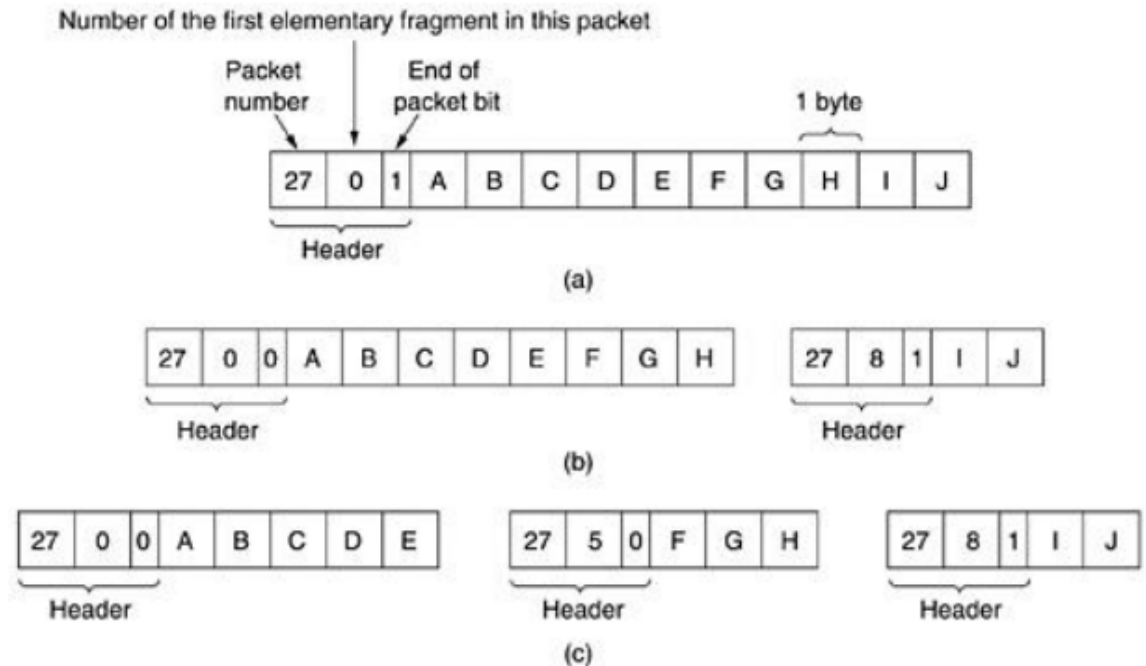 Number of the first elementary fragment in this packet
Packet number
End of packet bit
1 byte
27 0 1 A B C D E F G H I J
Header
(a)
27 0 0 A B C D E F G H
27 8 1 I J
Header
Header
(b)
27 0 0 A B C D E
27 5 0 F G H
27 8 1 I J
Header
Header
Header
(c)